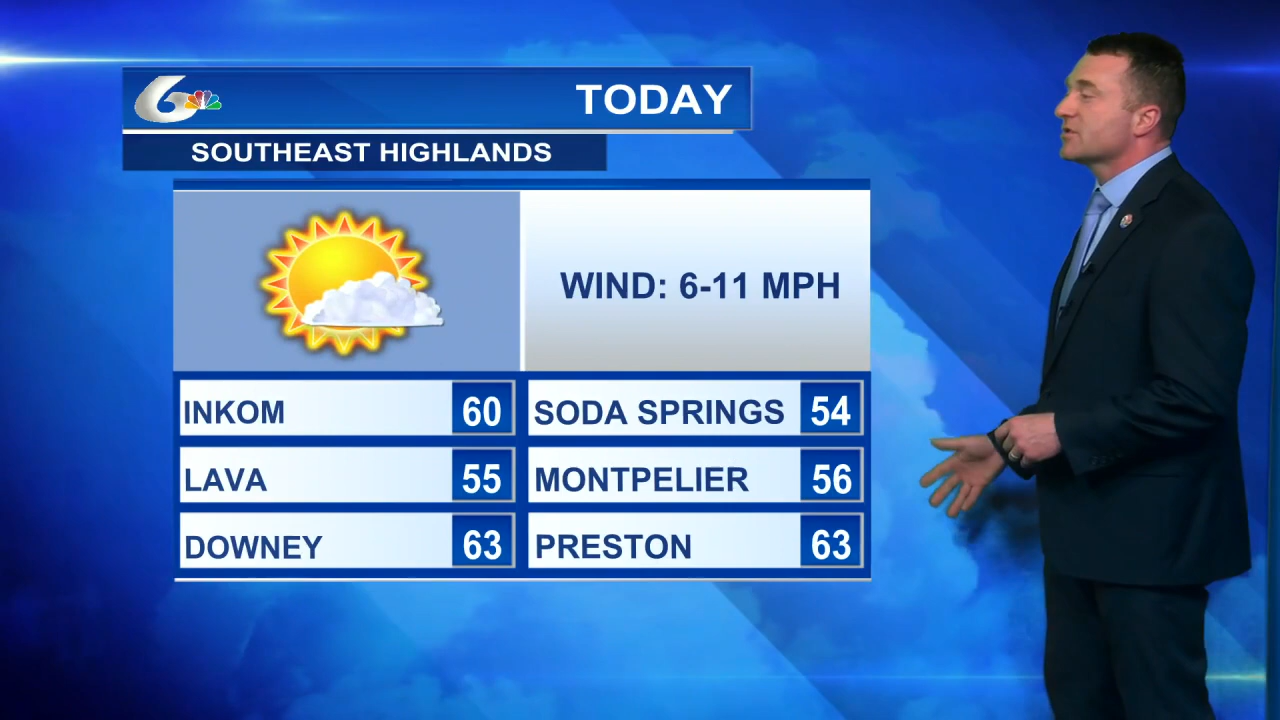 6
TODAY
SOUTHEAST HIGHLANDS
WIND: 6-11 MPH
INKOM 60
SODA SPRINGS 54
LAVA 55
MONTPELIER 56
DOWNEY 63
PRESTON 63